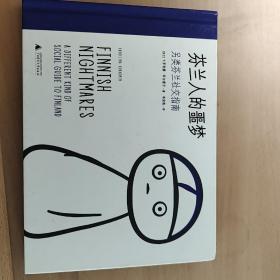 芬兰人的噩梦
另类芬兰社交指南
FINNISH
NIGHTMARES
A DIFFERENT KIND OF
SOCIAL GUIDE TO FINLAND